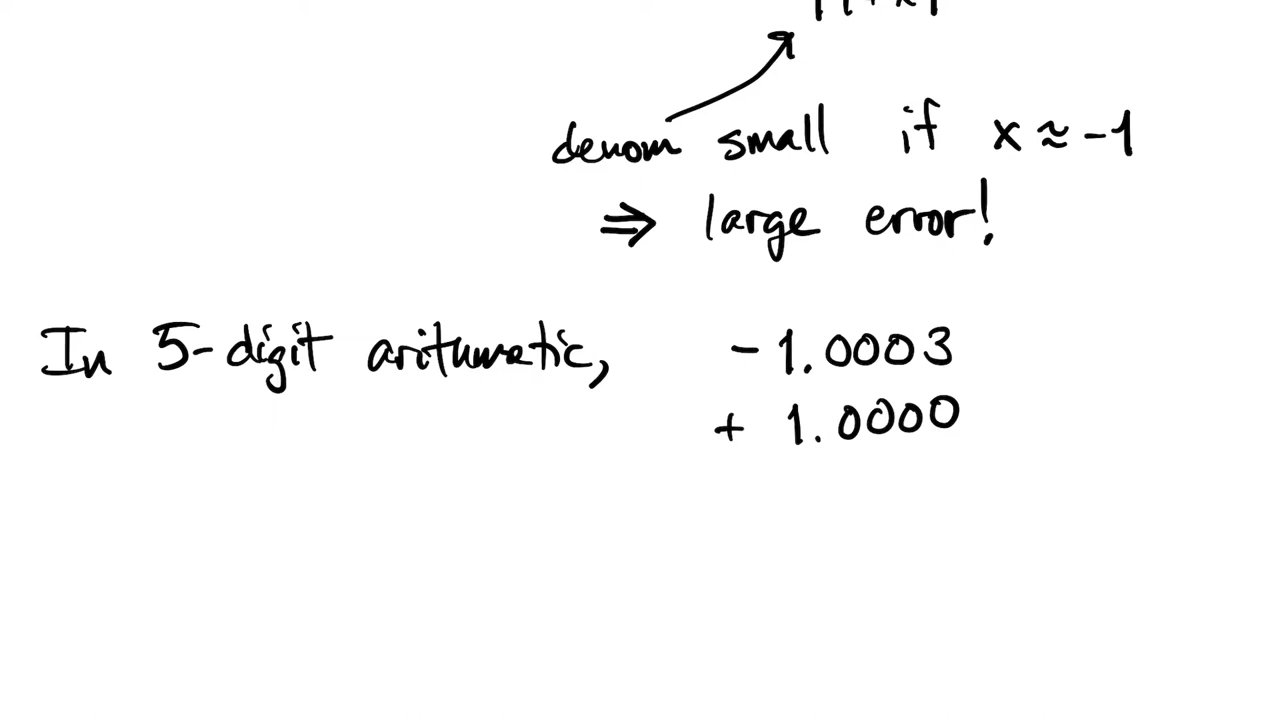 denom small if x ≈ -1
⇒ large error!
In 5-digit arithmetic, - 1.0003
+ 1.0000